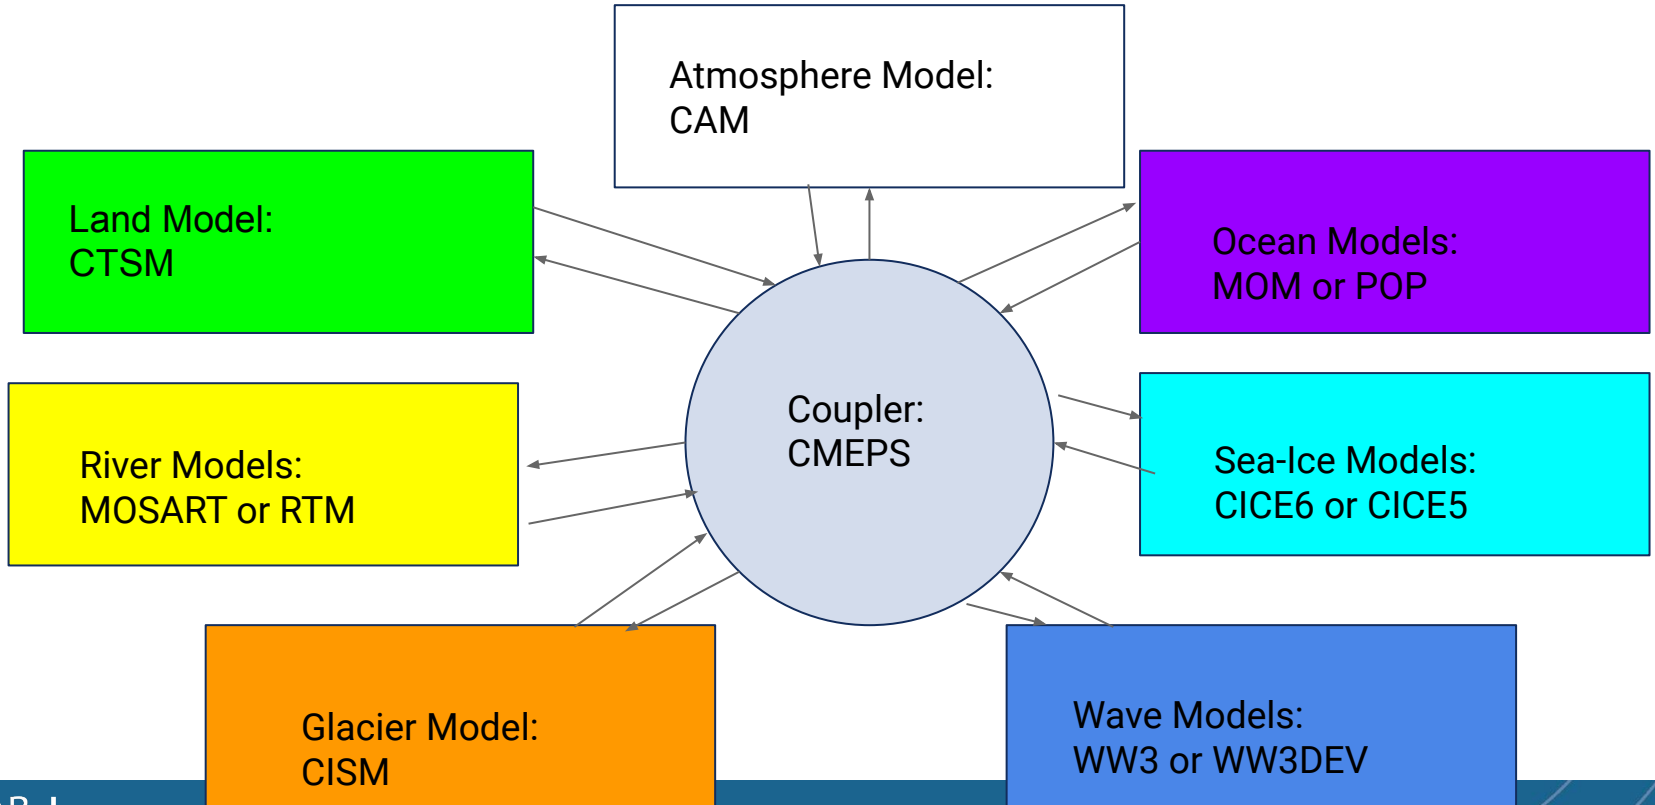 Atmosphere Model:
CAM
Land Model:
CTSM
Ocean Models:
MOM or POP
Coupler:
CMEPS
River Models:
MOSART or RTM
Sea-Ice Models:
CICE6 or CICE5
Glacier Model:
CISM
Wave Models:
WW3 or WW3DEV